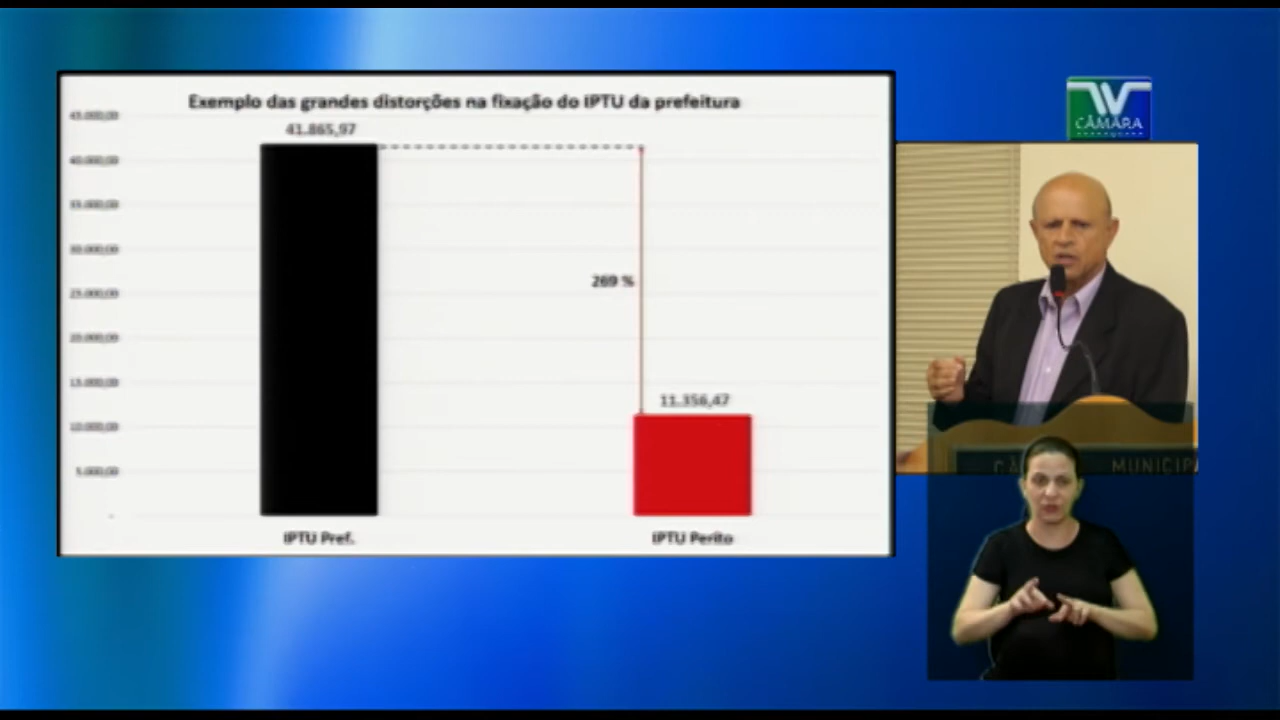 Exemplo das grandes distorções na fixação do IPTU da prefeitura
45.000,00
41.865,97
40.000,00
35.000,00
30.000,00
269 %
25.000,00
20.000,00
15.000,00
11.356,47
10.000,00
5.000,00
-
IPTU Pref.
IPTU Perito
TV
CÂMARA
CÂ
MUNICIPA